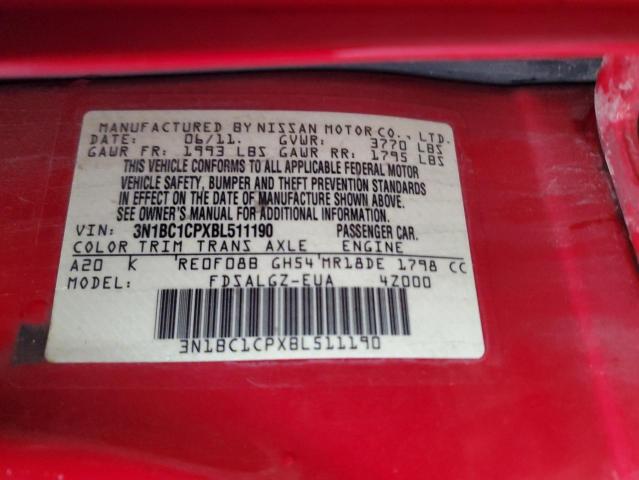 MANUFACTURED BY NISSAN MOTOR CO., LTD.
DATE: 06/11. GVWR: 3770 LBS
GAWR FR: 1993 LBS GAWR RR: 1795 LBS
THIS VEHICLE CONFORMS TO ALL APPLICABLE FEDERAL MOTOR
VEHICLE SAFETY, BUMPER AND THEFT PREVENTION STANDARDS
IN EFFECT ON THE DATE OF MANUFACTURE SHOWN ABOVE.
SEE OWNER'S MANUAL FOR ADDITIONAL INFORMATION.
VIN: 3N1BC1CPXBL511190 PASSENGER CAR.
COLOR TRIM TRANS AXLE ENGINE
A20 K RE0F08B GH54 MR18DE 1798 CC
MODEL: FDSALGZ-EUA 4Z000
3N1BC1CPXBL511190